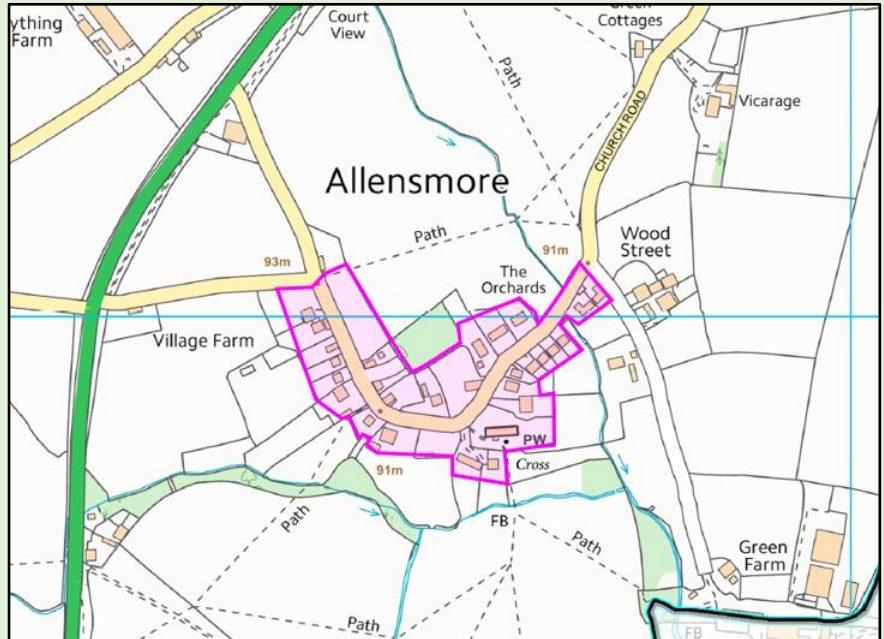 ything
Farm
Court
View
Green
Cottages
Path
Path
Vicarage
CHURCH ROAD
Allensmore
Path
Wood
Street
91m
93m
The
Orchards
Village Farm
PW
Cross
91m
Path
FB
Path
Green
Farm
Path
FB